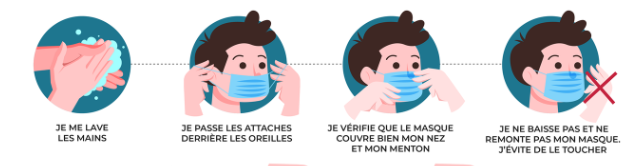 JE ME LAVE
LES MAINS
JE PASSE LES ATTACHES
DERRIÈRE LES OREILLES
JE VÉRIFIE QUE LE MASQUE
COUVRE BIEN MON NEZ
ET MON MENTON
JE NE BAISSE PAS ET NE
REMONTE PAS MON MASQUE.
J'ÉVITE DE LE TOUCHER